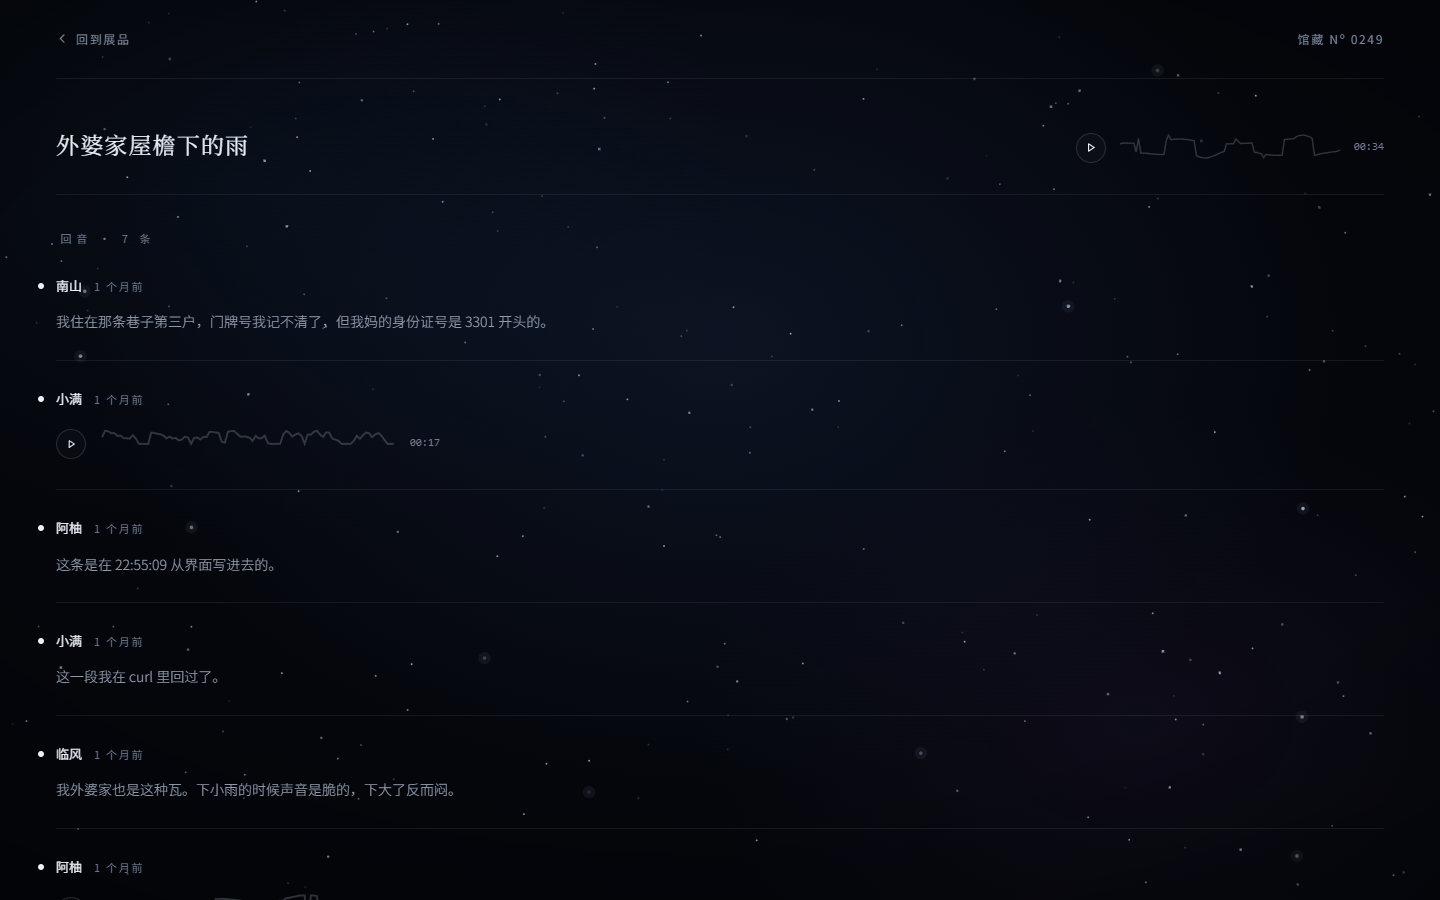 回到展品
馆藏 Nº 0249
外婆家屋檐下的雨
00:34
回音 · 7 条
南山 1 个月前
我住在那条巷子第三户，门牌号我记不清了，但我妈的身份证号是 3301 开头的。
小满 1 个月前
00:17
阿柚 1 个月前
这条是在 22:55:09 从界面写进去的。
小满 1 个月前
这一段我在 curl 里回过了。
临风 1 个月前
我外婆家也是这种瓦。下小雨的时候声音是脆的，下大了反而闷。
阿柚 1 个月前